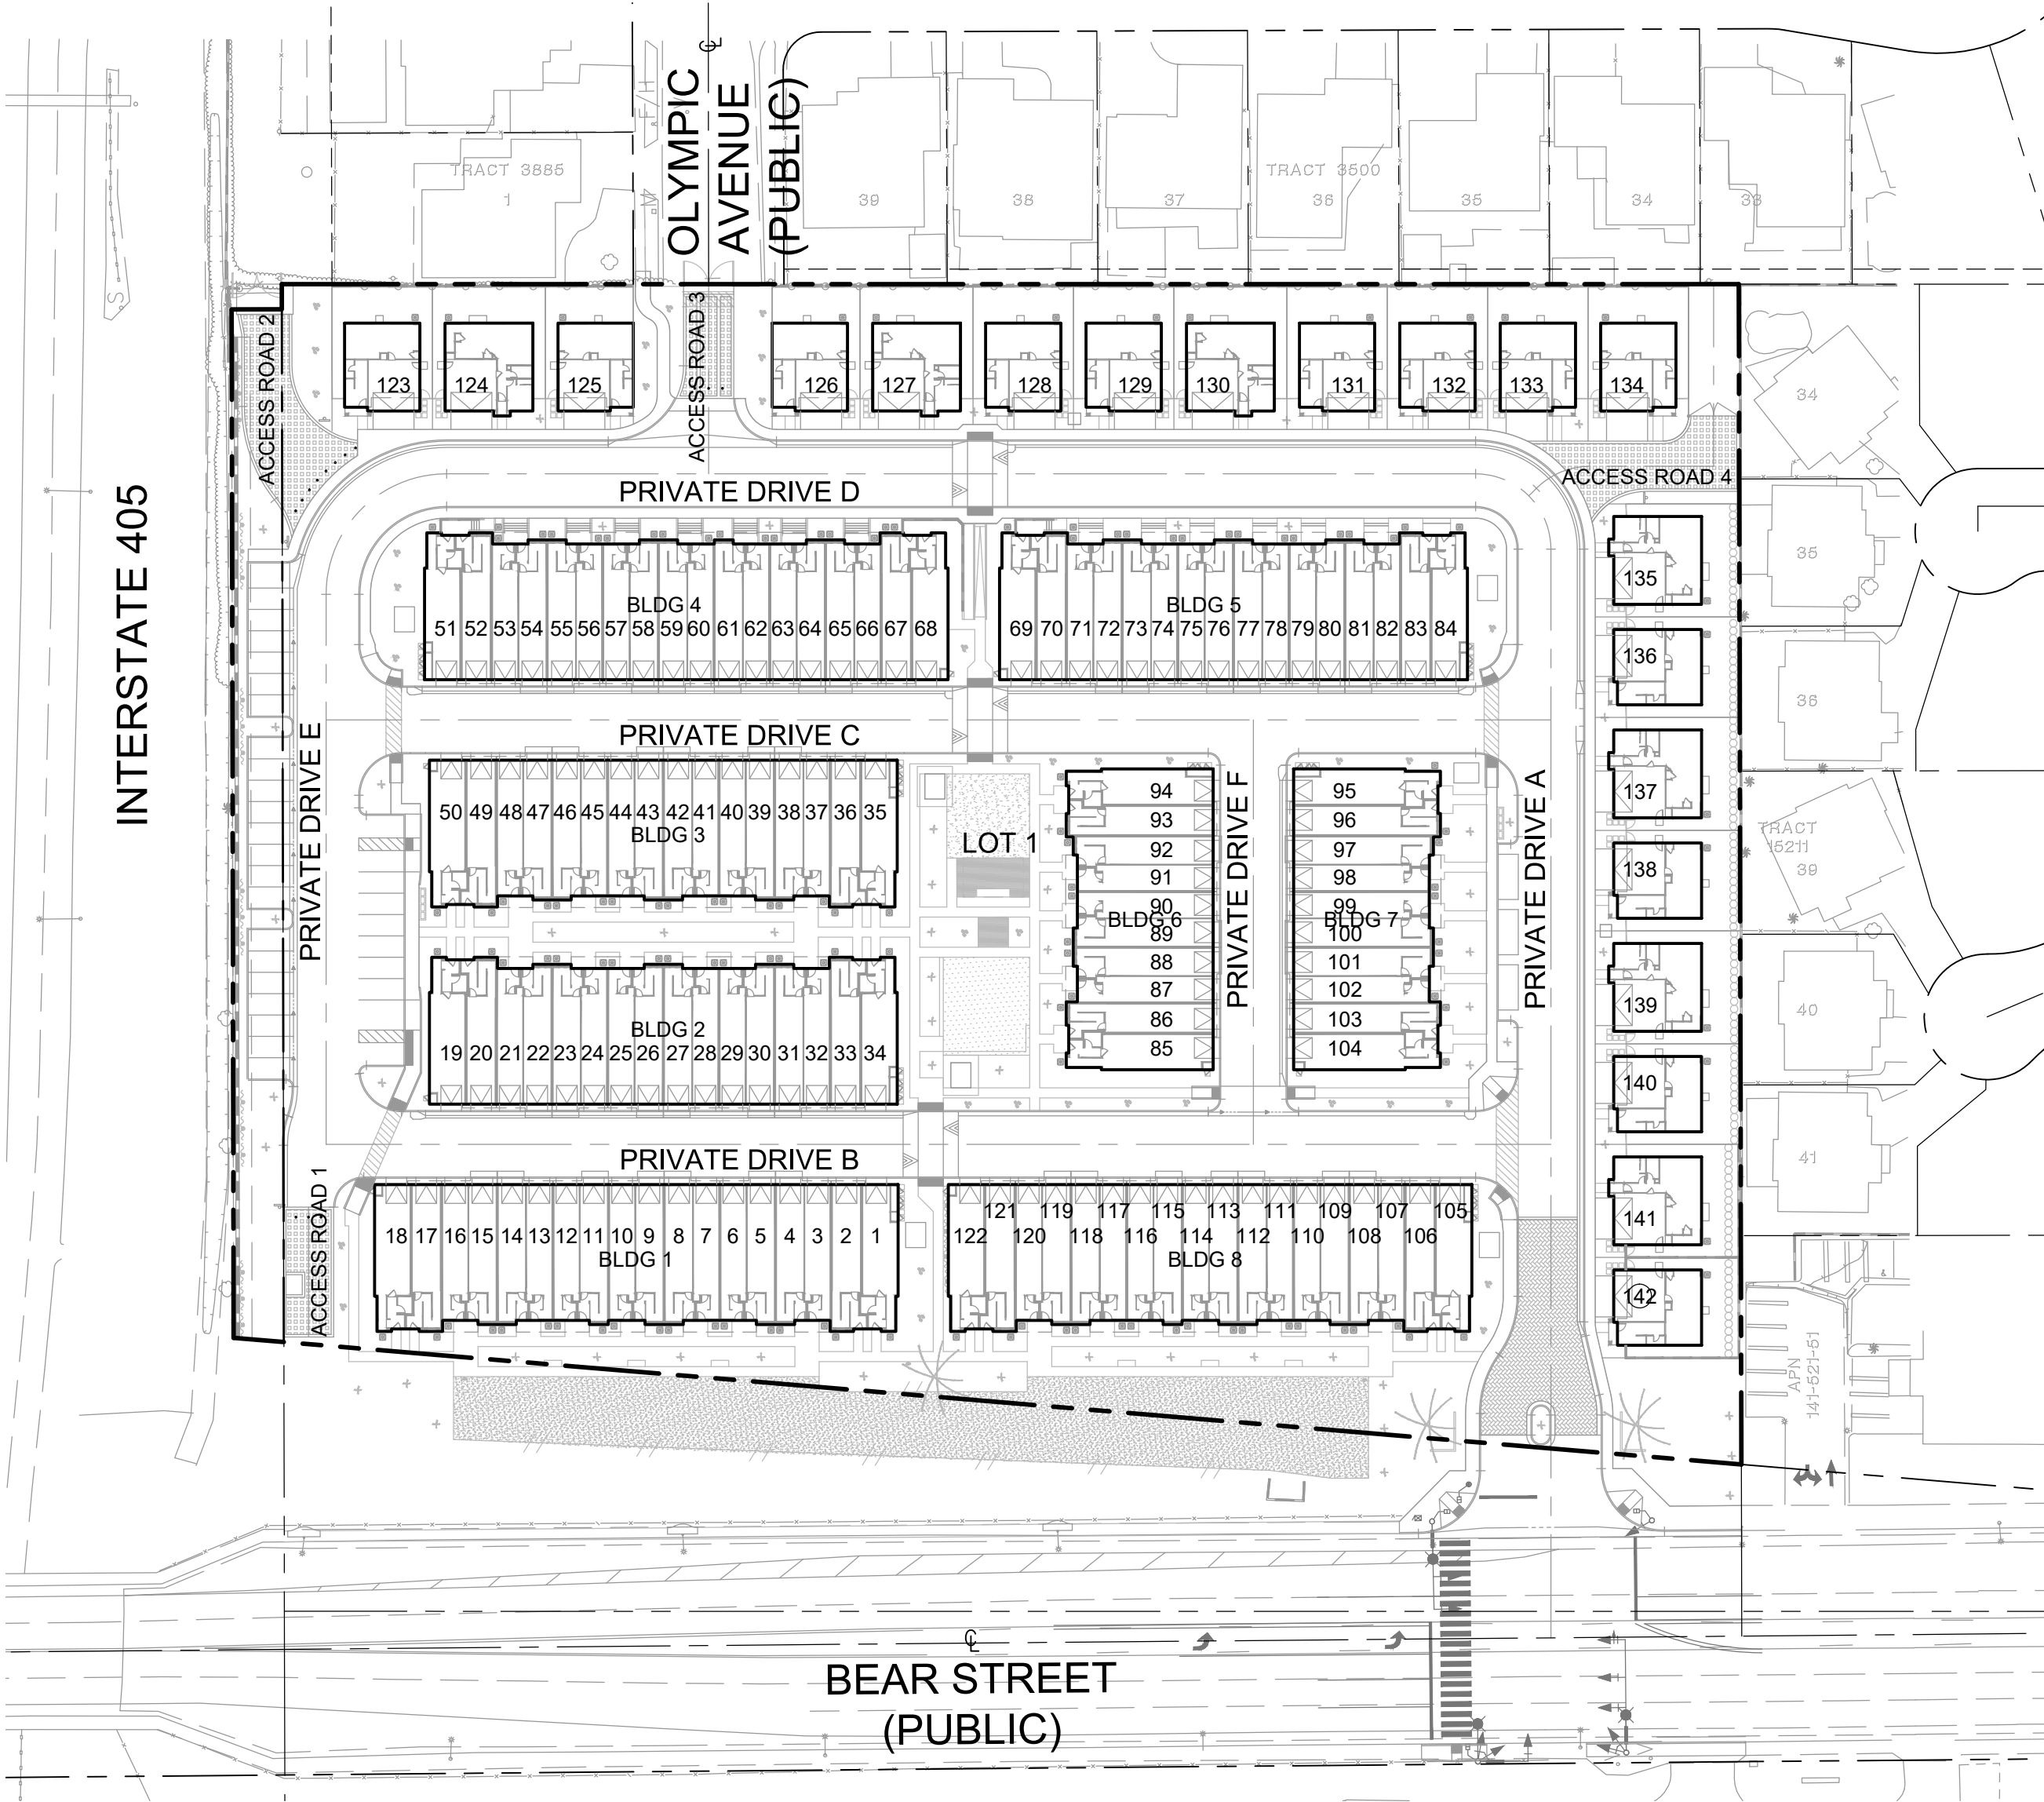 OLYMPIC
AVENUE
(PUBLIC)
TRACT 3885
1
39
38
37
TRACT 3500
36
35
34
33
ACCESS ROAD 2
ACCESS ROAD 3
123
124
125
126
127
128
129
130
131
132
133
134
34
ACCESS ROAD 4
PRIVATE DRIVE D
INTERSTATE 405
BLDG 4
51 52 53 54 55 56 57 58 59 60 61 62 63 64 65 66 67 68
BLDG 5
69 70 71 72 73 74 75 76 77 78 79 80 81 82 83 84
135
35
136
36
PRIVATE DRIVE C
PRIVATE DRIVE E
50 49 48 47 46 45 44 43 42 41 40 39 38 37 36 35
BLDG 3
LOT 1
94
93
92
91
90
BLDG 6
89
88
87
86
85
PRIVATE DRIVE F
95
96
97
98
99
BLDG 7
100
101
102
103
104
PRIVATE DRIVE A
137
TRACT
15211
138
39
139
40
140
BLDG 2
19 20 21 22 23 24 25 26 27 28 29 30 31 32 33 34
PRIVATE DRIVE B
41
ACCESS ROAD 1
18 17 16 15 14 13 12 11 10 9 8 7 6 5 4 3 2 1
BLDG 1
121 119 117 115 113 111 109 107 105
122 120 118 116 114 112 110 108 106
BLDG 8
141
142
APN
141-521-51
BEAR STREET
(PUBLIC)